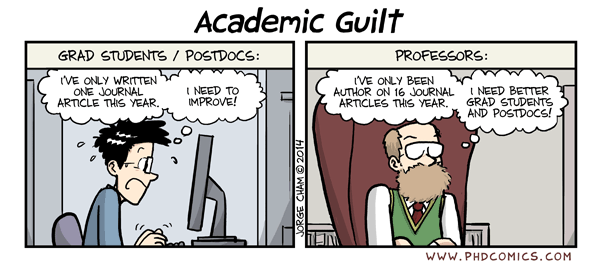 Academic Guilt
GRAD STUDENTS / POSTDOCS:
I'VE ONLY WRITTEN
ONE JOURNAL
ARTICLE THIS YEAR.
I NEED TO
IMPROVE!
JORGE CHAM © 2014
PROFESSORS:
I'VE ONLY BEEN
AUTHOR ON 16 JOURNAL
ARTICLES THIS YEAR.
I NEED BETTER
GRAD STUDENTS
AND POSTDOCS!
WWW.PHDCOMICS.COM